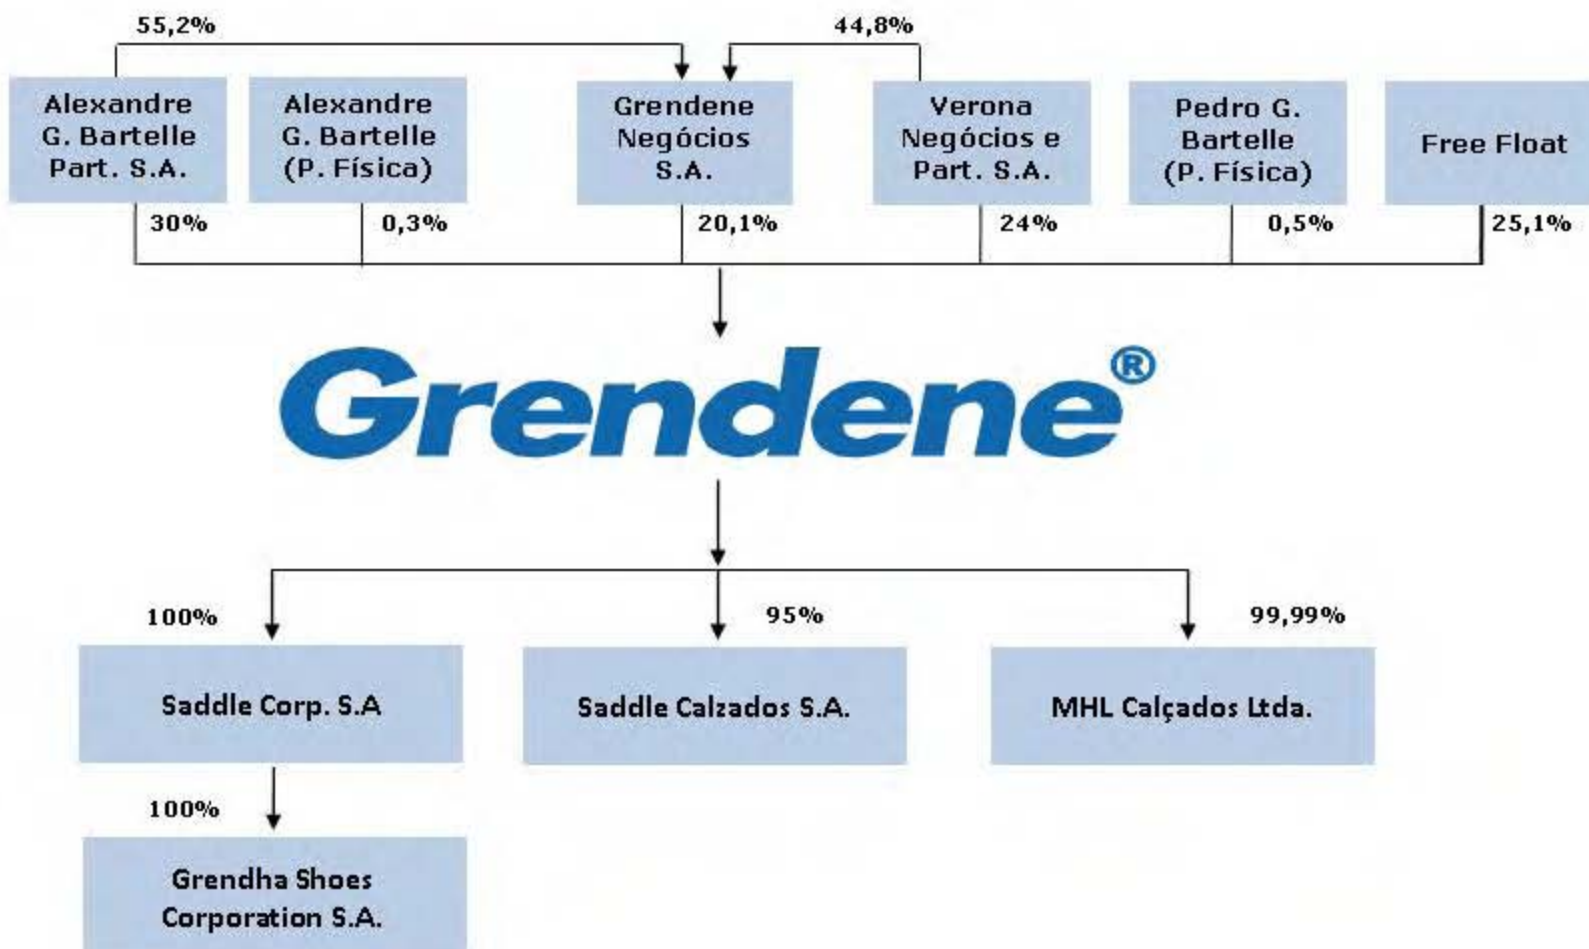 55,2%
44,8%
Alexandre
G. Bartelle
Part. S.A.
Alexandre
G. Bartelle
(P. Física)
Grendene
Negócios
S.A.
Verona
Negócios e
Part. S.A.
Pedro G.
Bartelle
(P. Física)
Free Float
30%
0,3%
20,1%
24%
0,5%
25,1%
Grendene®
100%
95%
99,99%
Saddle Corp. S.A
Saddle Calzados S.A.
MHL Calçados Ltda.
100%
Grendha Shoes
Corporation S.A.